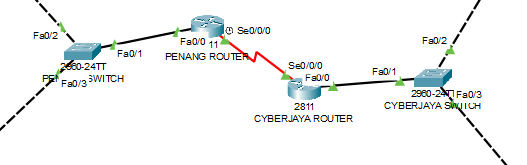 Fa0/2
Fa0/1
2960-24TT
SWITCH
Fa0/3
Fa0/0
11
PENANG ROUTER
Se0/0/0
Se0/0/0
Fa0/0
2811
CYBERJAYA ROUTER
Fa0/2
Fa0/1
2960-24TT
CYBERJAYA SWITCH
Fa0/3